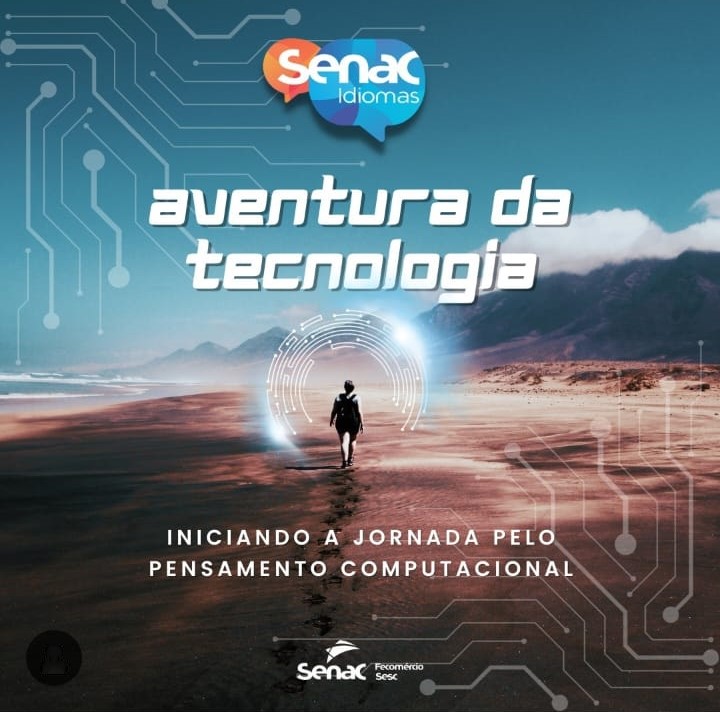 Senac
Idiomas
aventura da
tecnologia
INICIANDO A JORNADA PELO
PENSAMENTO COMPUTACIONAL
Senac
Fecomércio
Sesc